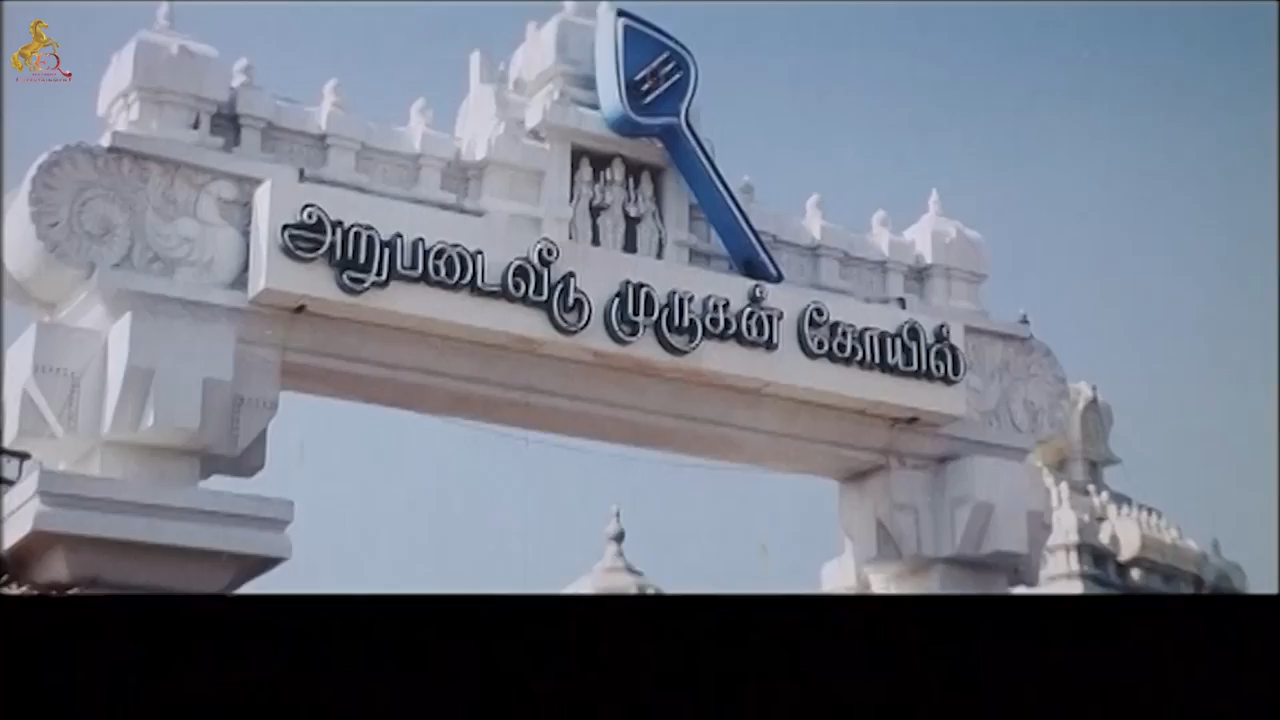 அறுபடைவீடு முருகன் கோயில்